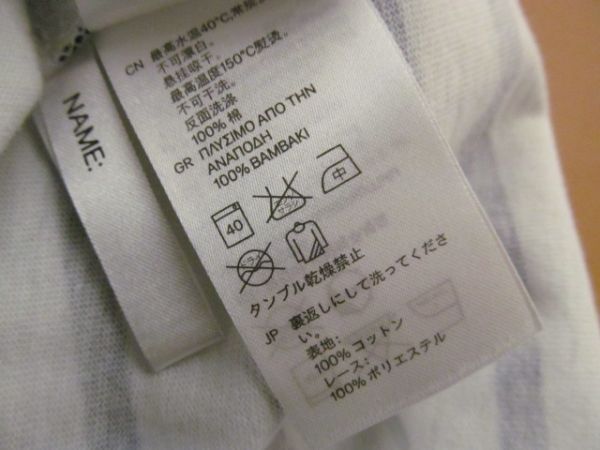 NAME:
CN 最高水温40°C,常规
不可漂白。
悬挂晾干。
最高温度150°C熨烫。
不可干洗。
反面洗涤
100% 棉
GR ΠΛΥΣΙΜΟ ΑΠΟ ΤΗΝ
ΑΝΑΠΟΔΗ
100% ΒΑΜΒΑΚΙ
40
中
ドライ
タンブル乾燥禁止
JP 裏返しにして洗ってくださ
い。
表地:
100% コットン
レース:
100% ポリエステル